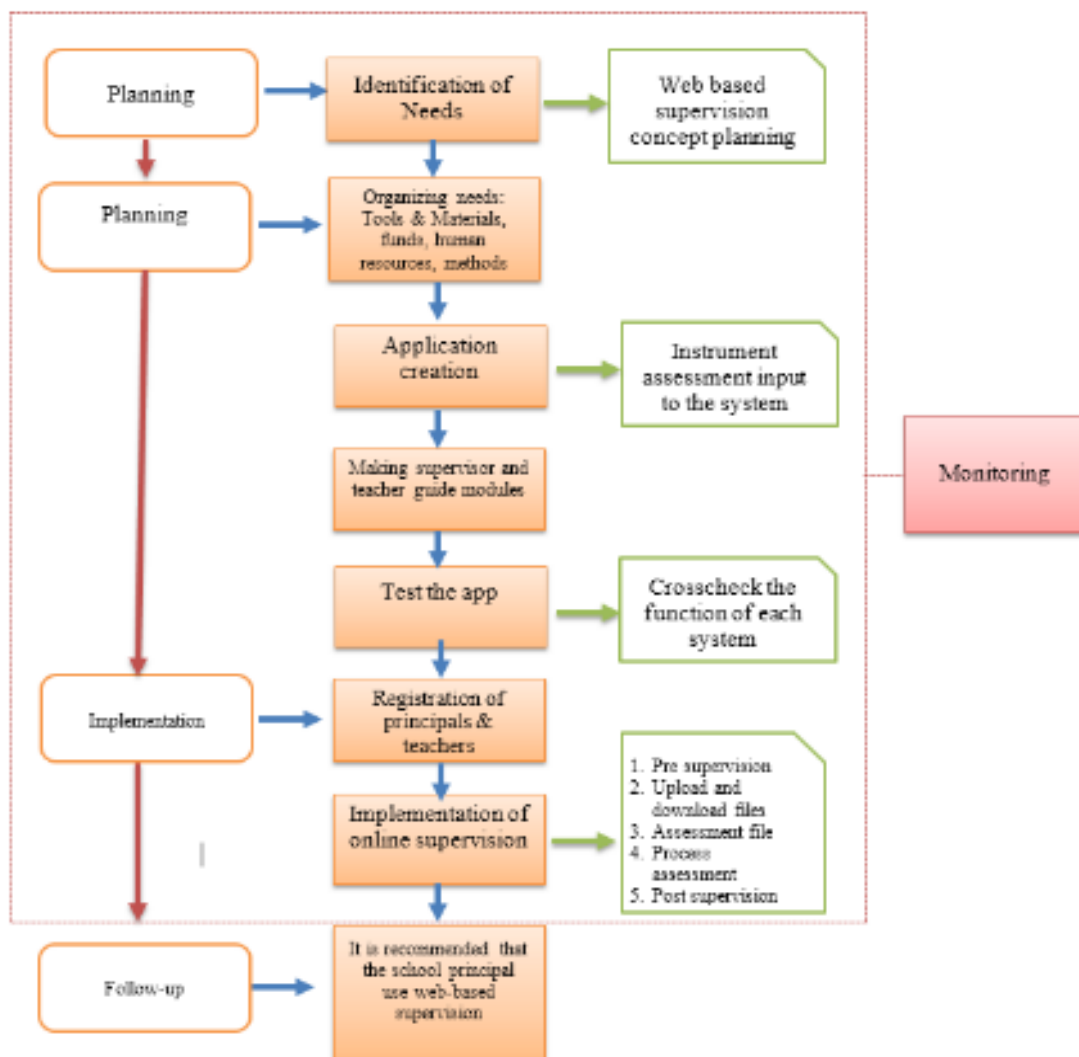 Planning
Identification of
Needs
Web based
supervision
concept planning
Planning
Organizing needs:
Tools & Materials,
funds, human
resources, methods
Application
creation
Instrument
assessment input
to the system
Making supervisor and
teacher guide modules
Monitoring
Test the app
Crosscheck the
function of each
system
Implementation
Registration of
principals &
teachers
Implementation of
online supervision
1. Pre supervision
2. Upload and
download files
3. Assessment file
4. Process
assessment
5. Post supervision
Follow-up
It is recommended that
the school principal
use web-based
supervision